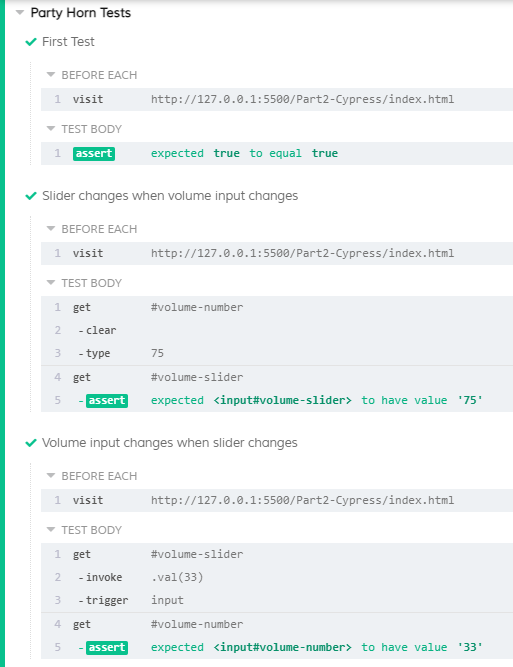 Party Horn Tests
First Test
BEFORE EACH
1 visit http://127.0.0.1:5500/Part2-Cypress/index.html
TEST BODY
1 assert expected true to equal true
Slider changes when volume input changes
BEFORE EACH
1 visit http://127.0.0.1:5500/Part2-Cypress/index.html
TEST BODY
1 get #volume-number
2 -clear
3 -type 75
4 get #volume-slider
5 -assert expected <input#volume-slider> to have value '75'
Volume input changes when slider changes
BEFORE EACH
1 visit http://127.0.0.1:5500/Part2-Cypress/index.html
TEST BODY
1 get #volume-slider
2 -invoke .val(33)
3 -trigger input
4 get #volume-number
5 -assert expected <input#volume-number> to have value '33'